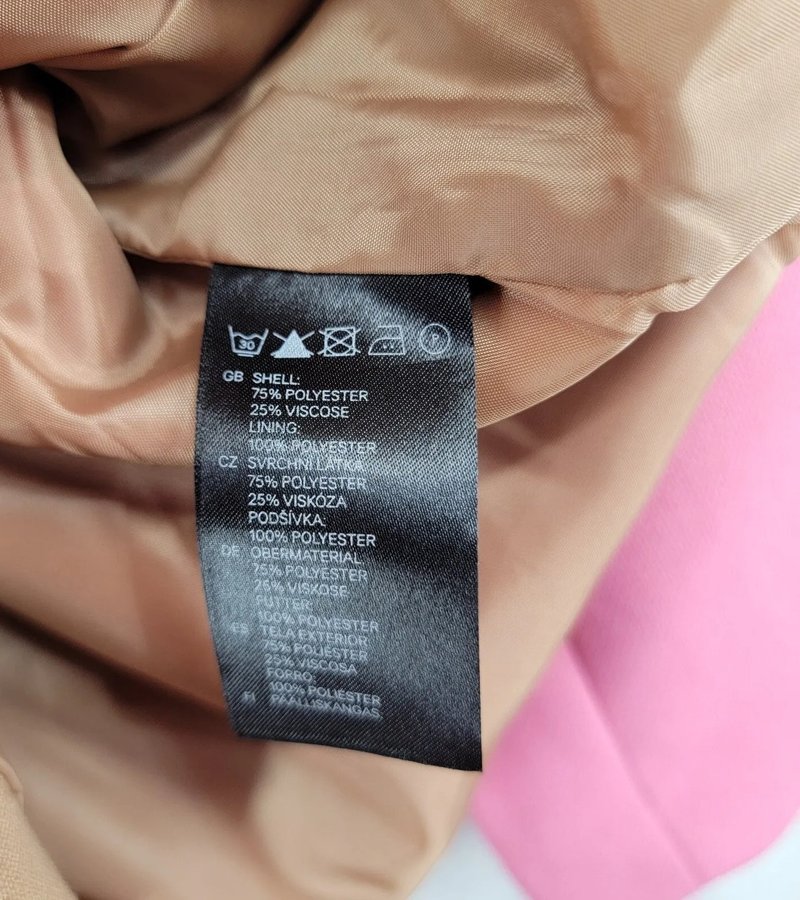 30
P
GB SHELL:
75% POLYESTER
25% VISCOSE
LINING:
100% POLYESTER
CZ SVRCHNÍ LÁTKA
75% POLYESTER
25% VISKÓZA
PODŠÍVKA:
100% POLYESTER
DE OBERMATERIAL
75% POLYESTER
25% VISKOSE
FUTTER
100% POLYESTER
ES TELA EXTERIOR
75% POLIÉSTER
25% VISCOSA
FORRO:
100% POLIÉSTER
FI PÄÄLLISKANGAS